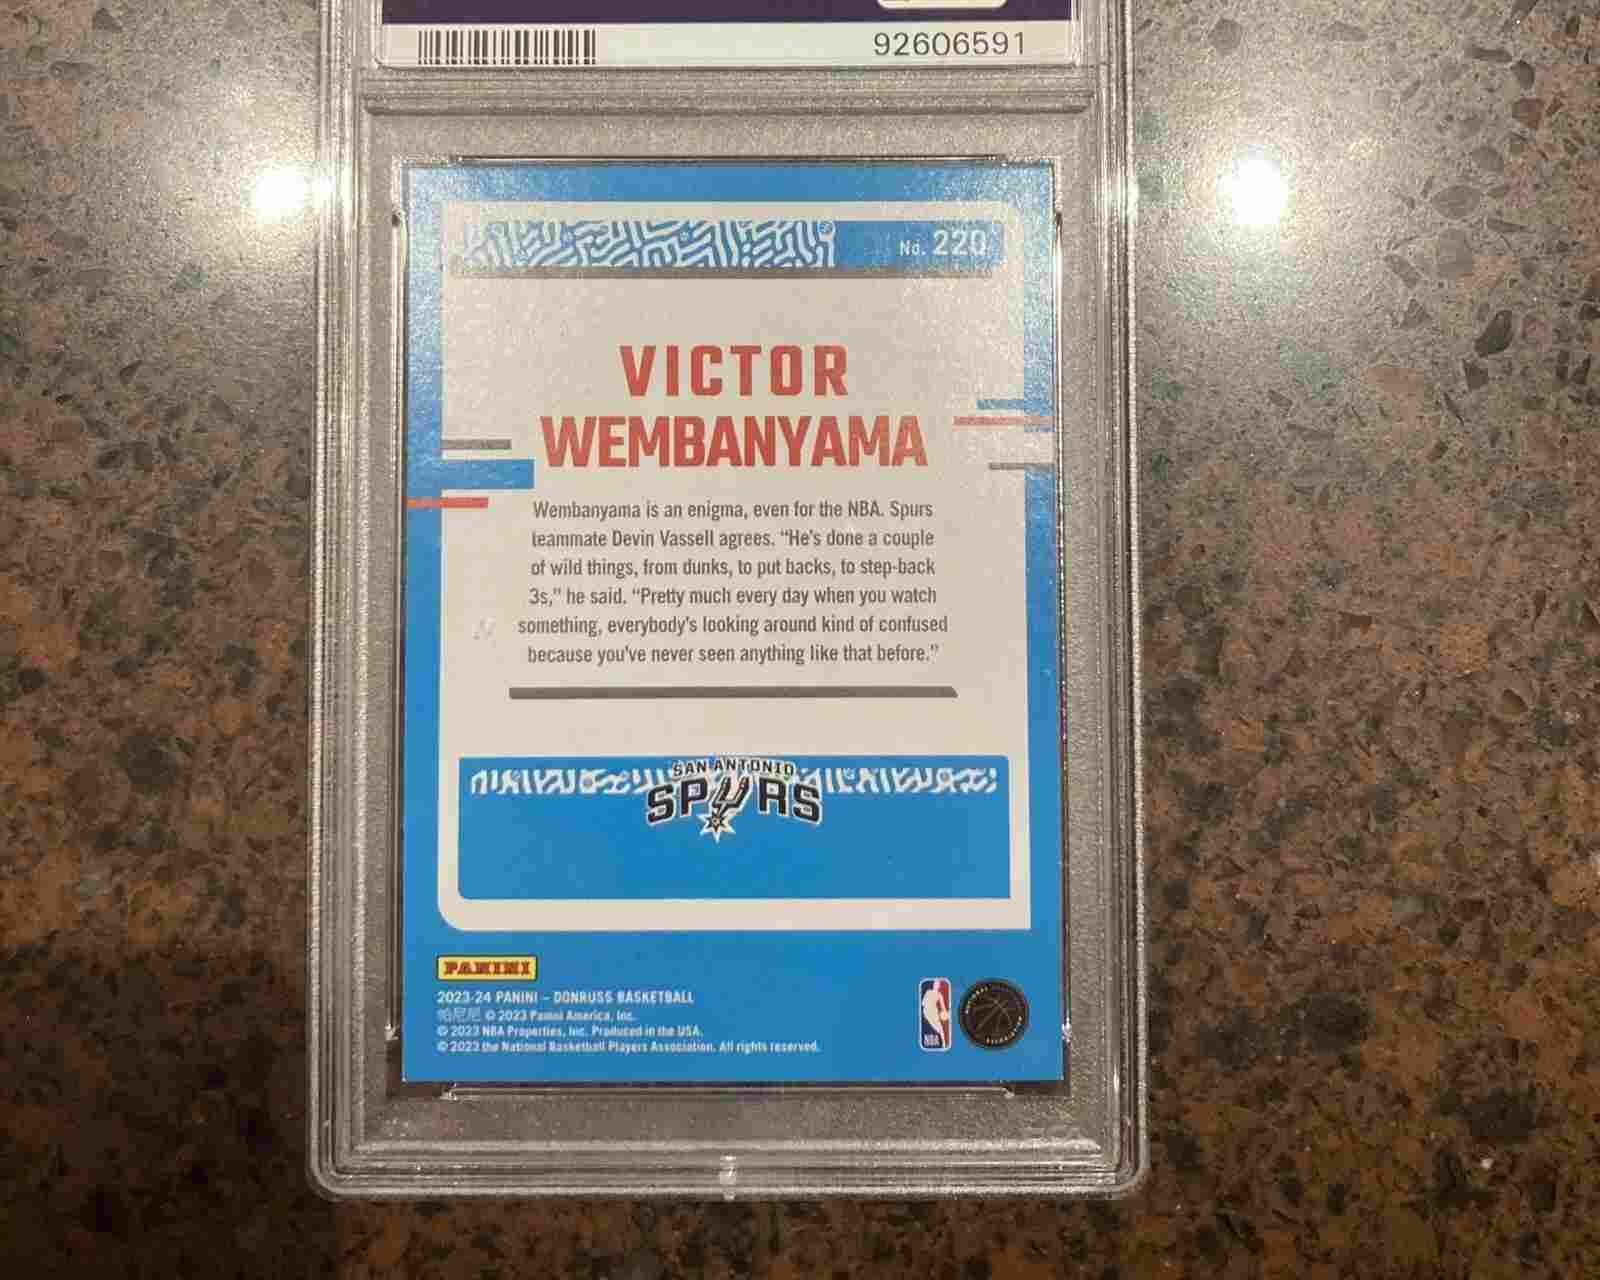 92606591
No. 220
VICTOR
WEMBANYAMA
Wembanyama is an enigma, even for the NBA. Spurs
teammate Devin Vassell agrees. “He's done a couple
of wild things, from dunks, to put backs, to step-back
3s,” he said. “Pretty much every day when you watch
something, everybody's looking around kind of confused
because you've never seen anything like that before.”
SAN ANTONIO
SPURS
PANINI
2023-24 PANINI – DONRUSS BASKETBALL
帕尼尼 © 2023 Panini America, Inc.
© 2023 NBA Properties, Inc. Produced in the USA.
© 2023 the National Basketball Players Association. All rights reserved.
NBA